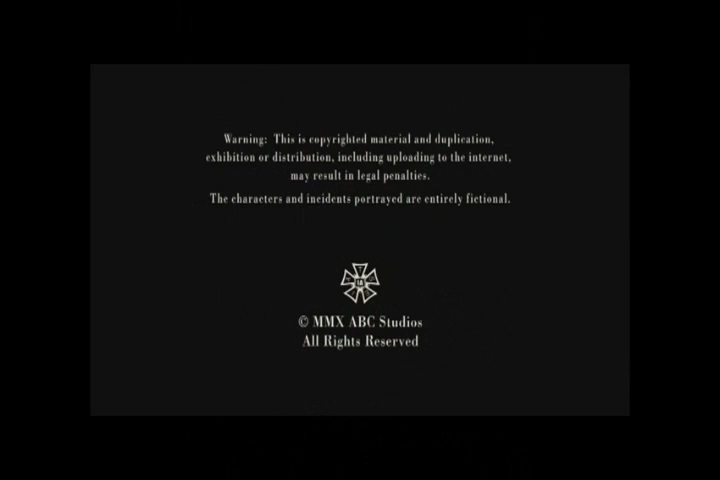 Warning: This is copyrighted material and duplication,
exhibition or distribution, including uploading to the internet,
may result in legal penalties.
The characters and incidents portrayed are entirely fictional.
IA
© MMX ABC Studios
All Rights Reserved